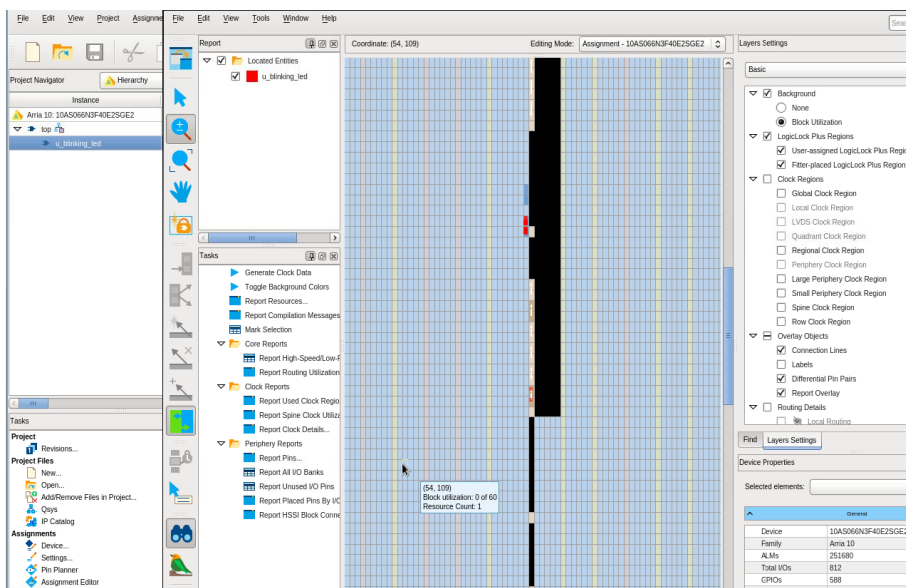 File Edit View Project Assignme
Project Navigator
Hierarchy
Instance
Arria 10: 10AS066N3F40E2SGE2
top
u_blinking_led
Tasks
Project
Revisions...
Project Files
New...
Open...
Add/Remove Files in Project...
Qsys
IP Catalog
Assignments
Device...
Settings...
Pin Planner
Assignment Editor
File Edit View Tools Window Help
Sear
Report
Located Entities
u_blinking_led
Tasks
Generate Clock Data
Toggle Background Colors
Report Resources...
Report Compilation Messages
Mark Selection
Core Reports
Report High-Speed/Low-F
Report Routing Utilization
Clock Reports
Report Used Clock Regio
Report Spine Clock Utiliza
Report Clock Details...
Periphery Reports
Report Pins...
Report All I/O Banks
Report Unused I/O Pins
Report Placed Pins By I/C
Report HSSI Block Conne
Coordinate: (54, 109)
Editing Mode: Assignment - 10AS066N3F40E2SGE2
(54, 109)
Block utilization: 0 of 60
Resource Count: 1
Layers Settings
Basic
Background
None
Block Utilization
LogicLock Plus Regions
User-assigned LogicLock Plus Regio
Fitter-placed LogicLock Plus Region
Clock Regions
Global Clock Region
Local Clock Region
LVDS Clock Region
Quadrant Clock Region
Regional Clock Region
Periphery Clock Region
Large Periphery Clock Region
Small Periphery Clock Region
Spine Clock Region
Row Clock Region
Overlay Objects
Connection Lines
Labels
Differential Pin Pairs
Report Overlay
Routing Details
Local Routing
Find Layers Settings
Device Properties
Selected elements:
General
Device 10AS066N3F40E2SGE2
Family Arria 10
ALMs 251680
Total I/Os 812
GPIOs 588